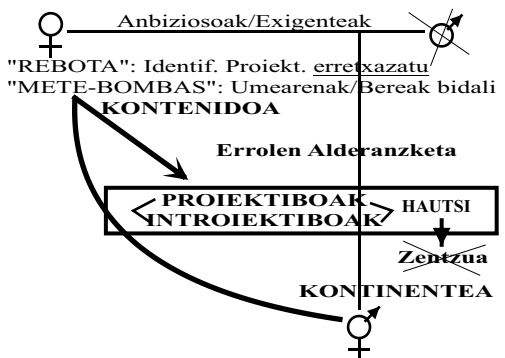 Anbiziosoak/Exigenteak
"REBOTA": Identif. Proiekt. erretxazatu
"METE-BOMBAS": Umearenak/Bereak bidali
KONTENIDOA
Errolen Alderanzketa
PROIEKTIBOAK
HAUTSI
INTROIEKTIBOAK
Zentzua
KONTINENTEA